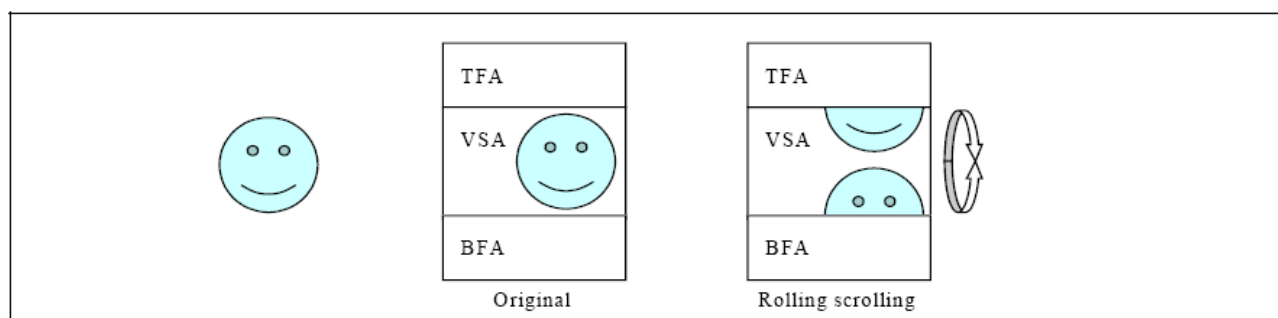 TFA
VSA
BFA
Original
TFA
VSA
BFA
Rolling scrolling